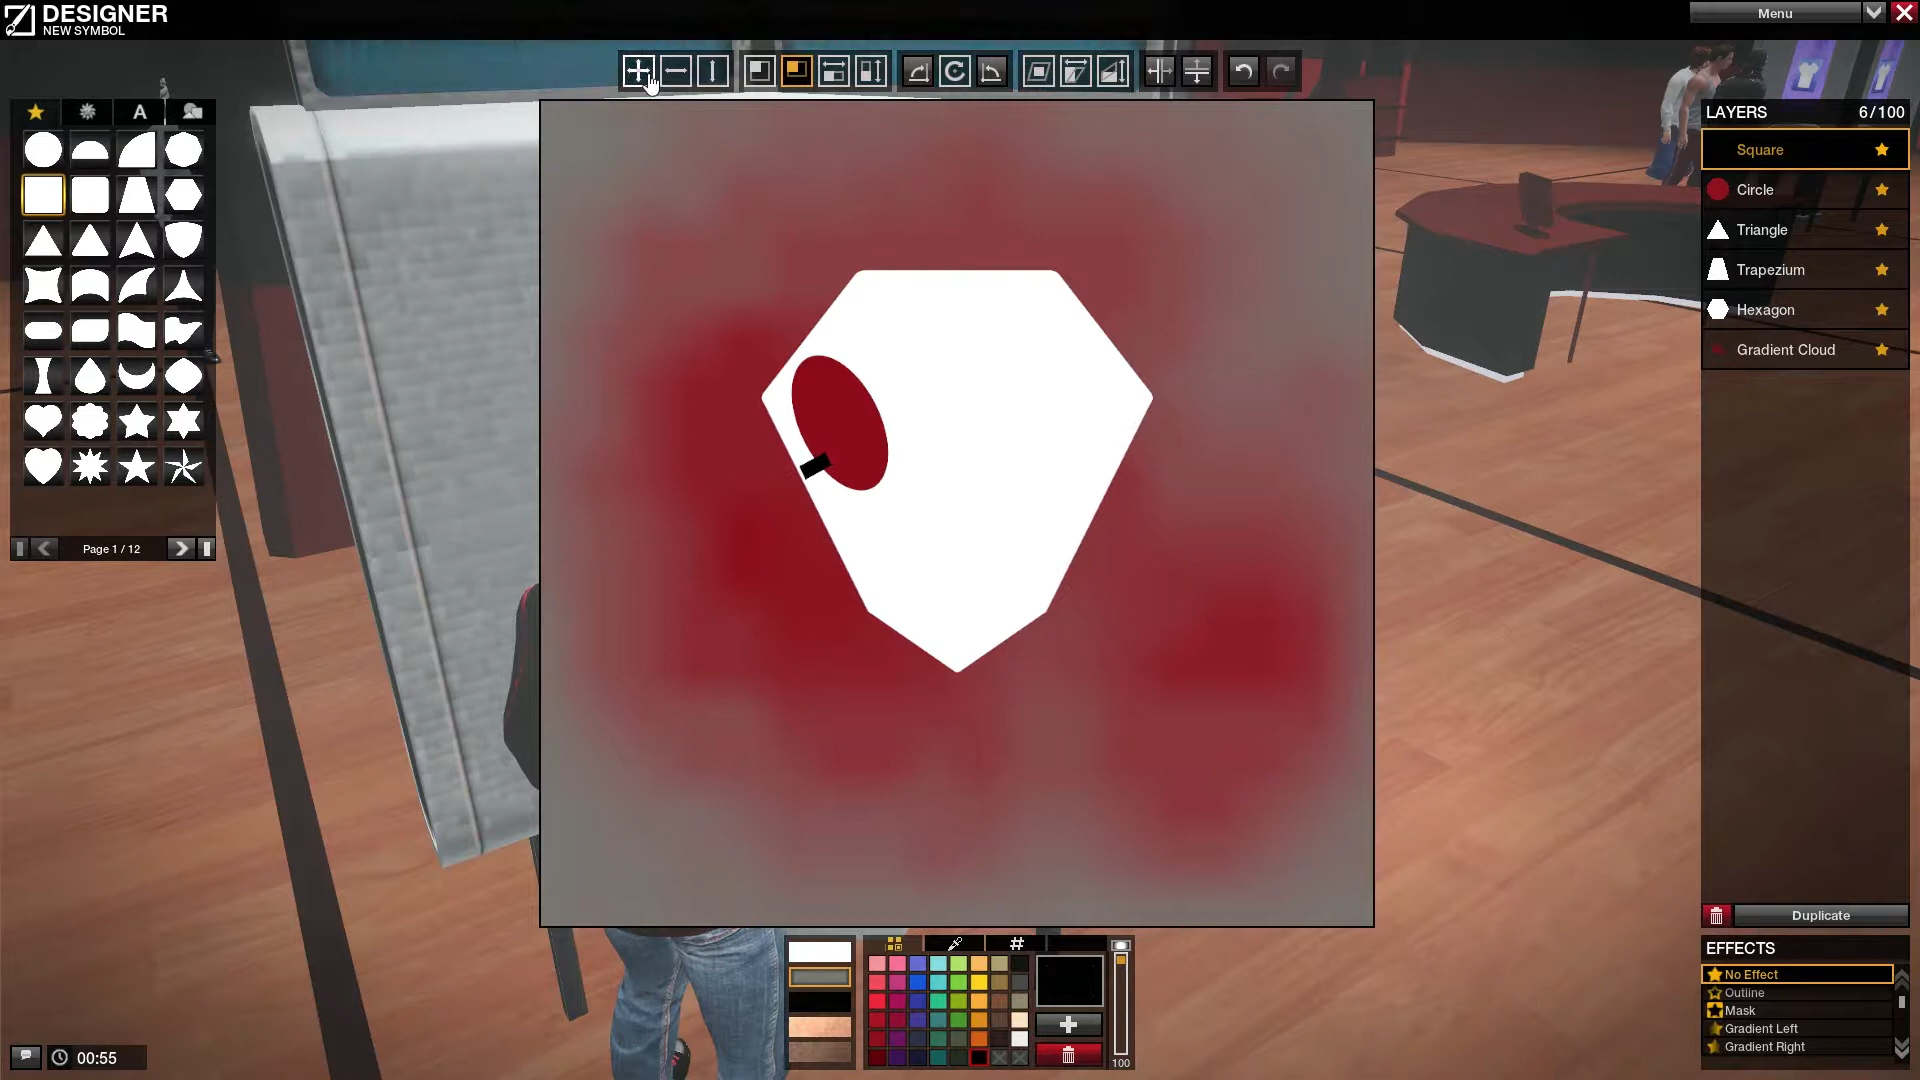 DESIGNER
NEW SYMBOL
Menu
A
LAYERS 6/100
Square
Circle
Triangle
Trapezium
Hexagon
Gradient Cloud
Page 1 / 12
Duplicate
EFFECTS
No Effect
Outline
Mask
Gradient Left
Gradient Right
#
100
00:55